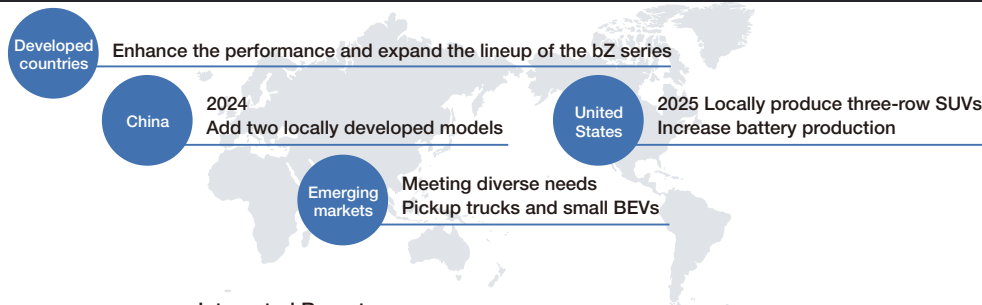 Developed
countries
Enhance the performance and expand the lineup of the bZ series
China
2024
Add two locally developed models
United
States
2025 Locally produce three-row SUVs
Increase battery production
Emerging
markets
Meeting diverse needs
Pickup trucks and small BEVs